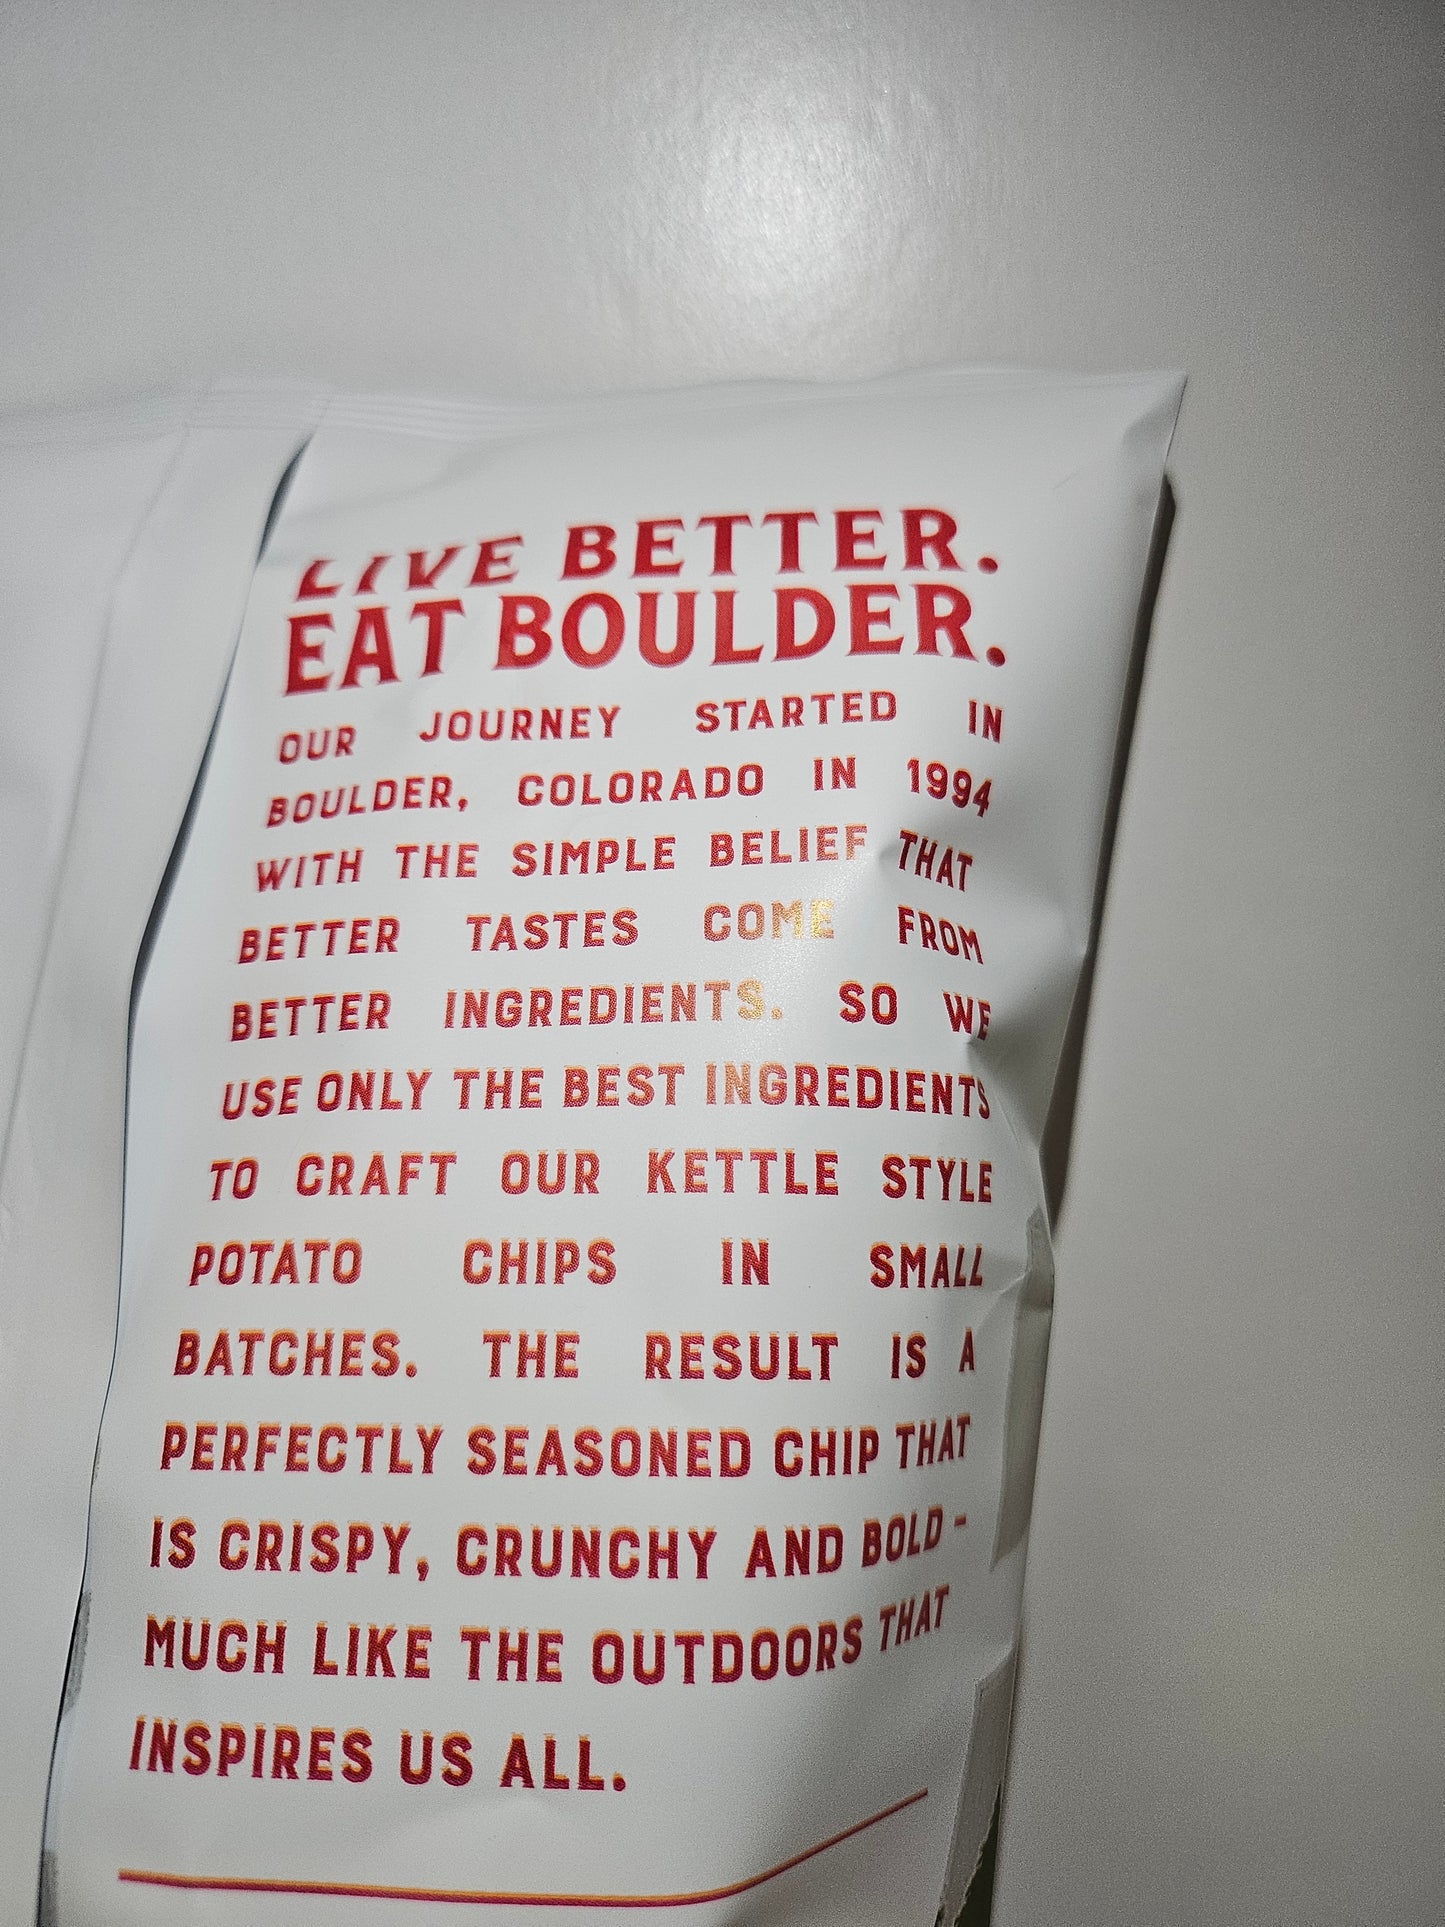 LIVE BETTER.
EAT BOULDER.
OUR JOURNEY STARTED IN
BOULDER, COLORADO IN 1994
WITH THE SIMPLE BELIEF THAT
BETTER TASTES COME FROM
BETTER INGREDIENTS. SO WE
USE ONLY THE BEST INGREDIENTS
TO CRAFT OUR KETTLE STYLE
POTATO CHIPS IN SMALL
BATCHES. THE RESULT IS A
PERFECTLY SEASONED CHIP THAT
IS CRISPY, CRUNCHY AND BOLD -
MUCH LIKE THE OUTDOORS THAT
INSPIRES US ALL.